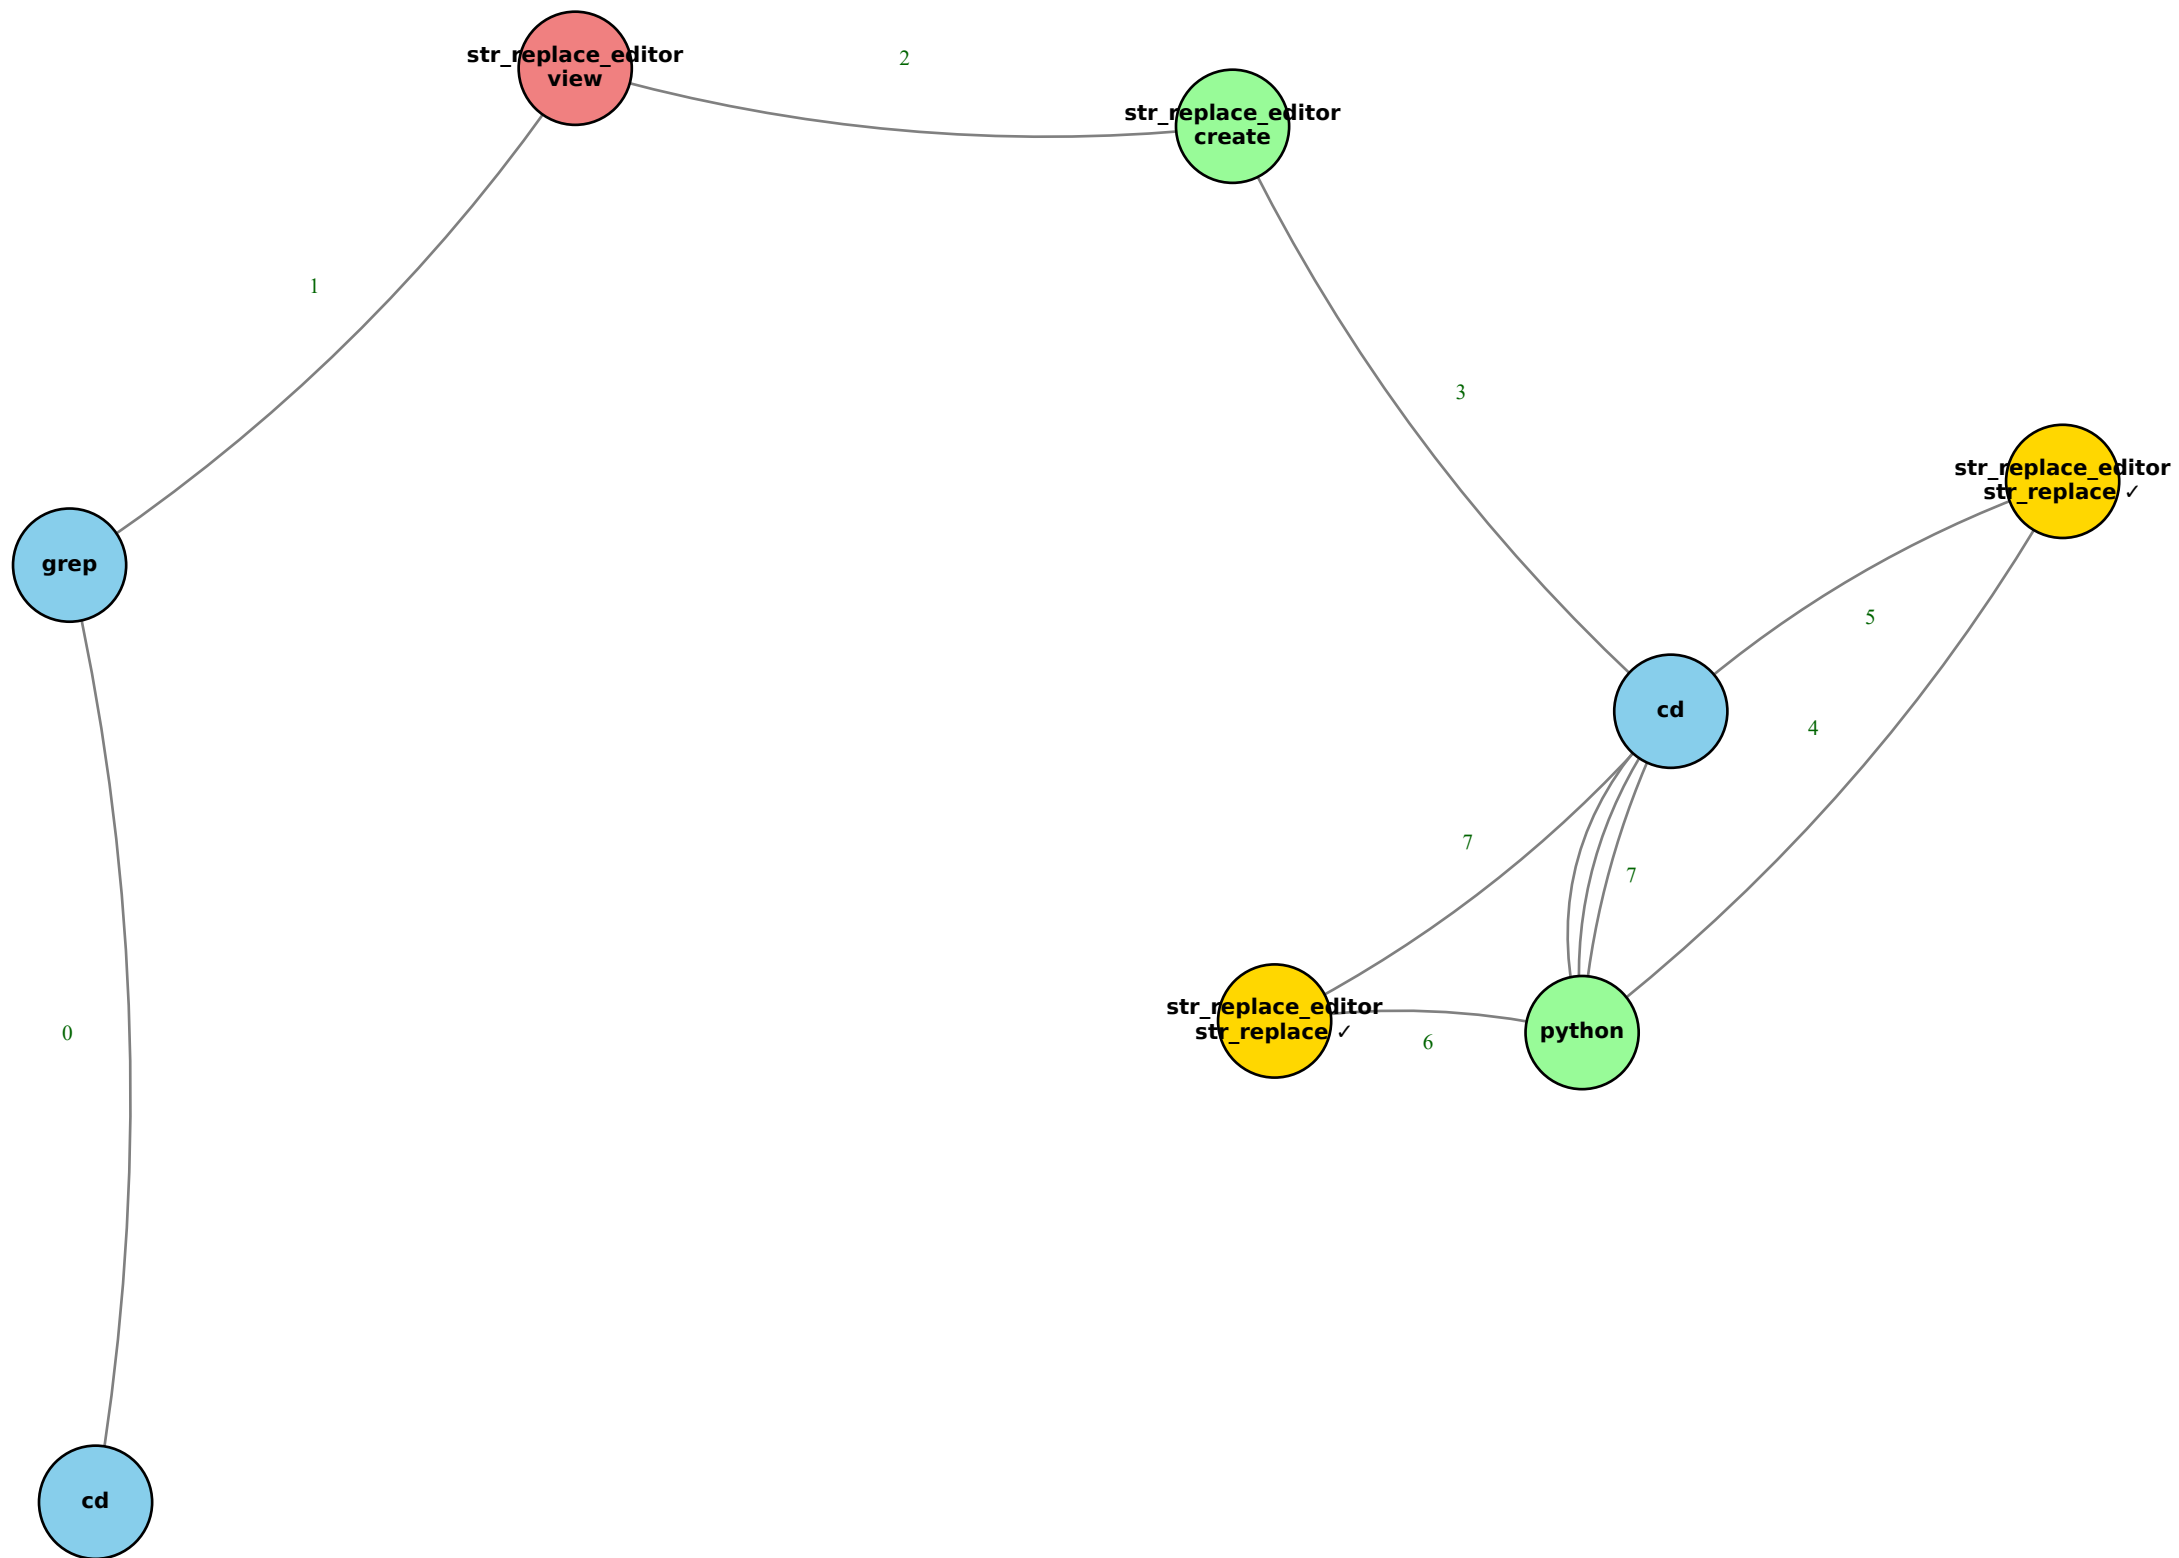 str_replace_editor
view
2
str_replace_editor
create
1
3
str_replace_editor
str_replace ✓
grep
5
cd
4
7
7
str_replace_editor
str_replace ✓
6
python
0
cd